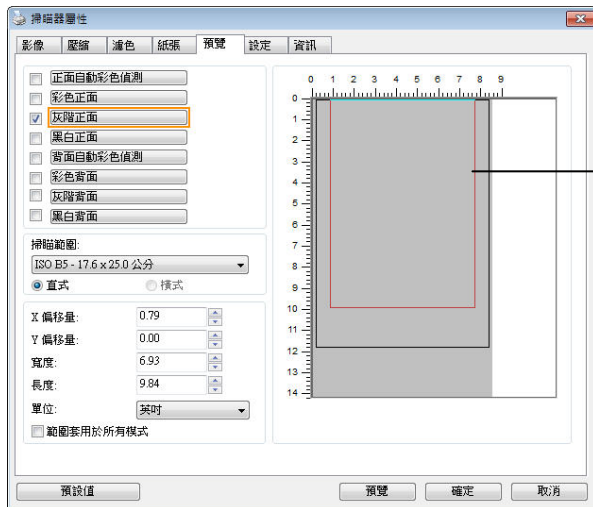 掃瞄器屬性
影像 壓縮 濾色 紙張 預覽 設定 資訊
正面自動彩色偵測
彩色正面
灰階正面
黑白正面
背面自動彩色偵測
彩色背面
灰階背面
黑白背面
掃瞄範圍:
ISO B5 - 17.6 x 25.0 公分
直式 橫式
X 偏移量: 0.79
Y 偏移量: 0.00
寬度: 6.93
長度: 9.84
單位: 英吋
範圍套用於所有模式
0 1 2 3 4 5 6 7 8 9
0
1
2
3
4
5
6
7
8
9
10
11
12
13
14
預設值 預覽 確定 取消